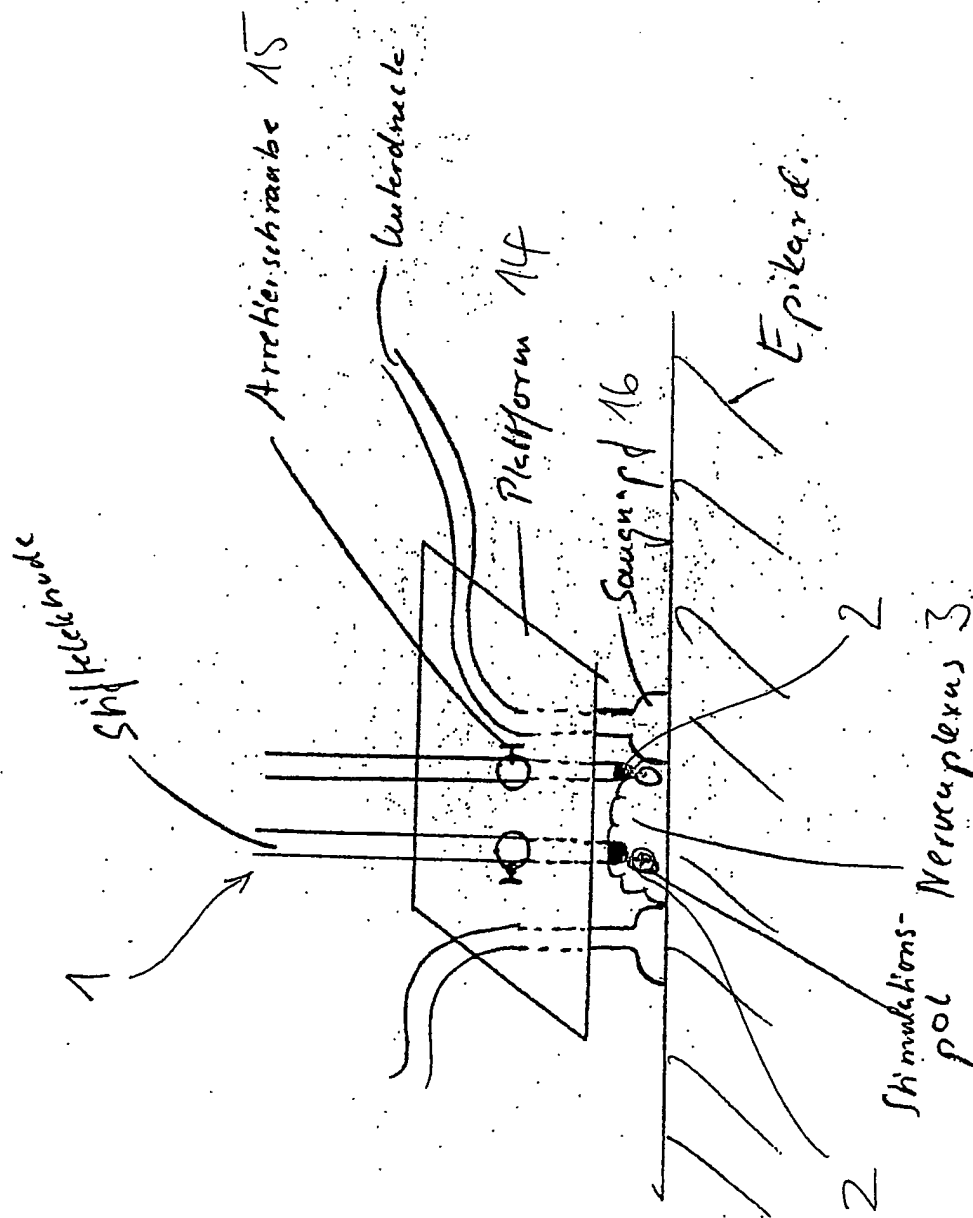 Arretierschraube 15
Unterdruck
Stiftelektrode
Plattform 14
1
Saugnapf 16
Epikard.
2
Nervenplexus 3
Stimulations-
pol
2